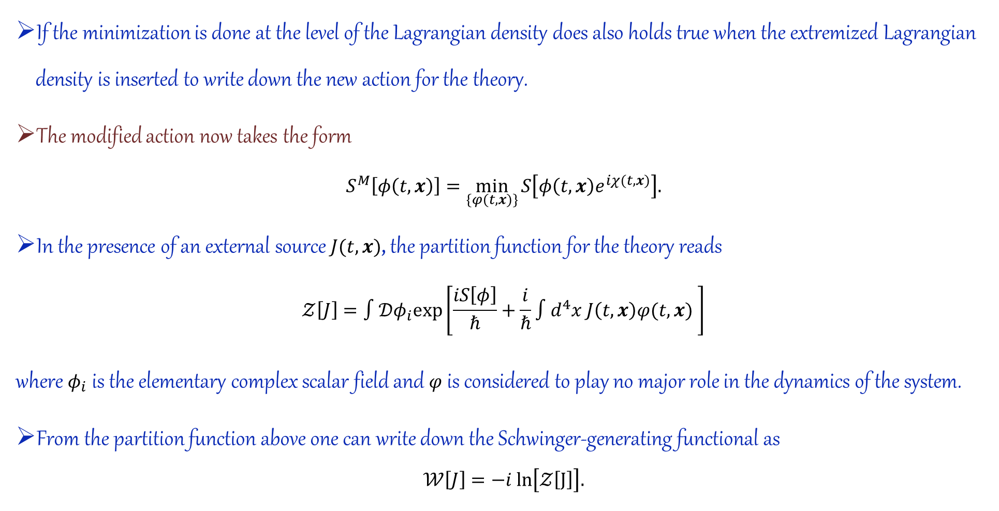 ➢If the minimization is done at the level of the Lagrangian density does also holds true when the extremized Lagrangian
density is inserted to write down the new action for the theory.
➢The modified action now takes the form
$S^M[\phi(t, \boldsymbol{x})] = \min_{\{\varphi(t,\boldsymbol{x})\}} S[\phi(t, \boldsymbol{x})e^{i\chi(t,\boldsymbol{x})}].$
➢In the presence of an external source $J(t, \boldsymbol{x})$, the partition function for the theory reads
$\mathcal{Z}[J] = \int \mathcal{D}\phi_i \exp\left[\frac{iS[\phi]}{\hbar} + \frac{i}{\hbar}\int d^4x\, J(t, \boldsymbol{x})\varphi(t, \boldsymbol{x})\right]$
where $\phi_i$ is the elementary complex scalar field and $\varphi$ is considered to play no major role in the dynamics of the system.
➢From the partition function above one can write down the Schwinger-generating functional as
$\mathcal{W}[J] = -i \ln[\mathcal{Z}[\mathrm{J}]].$